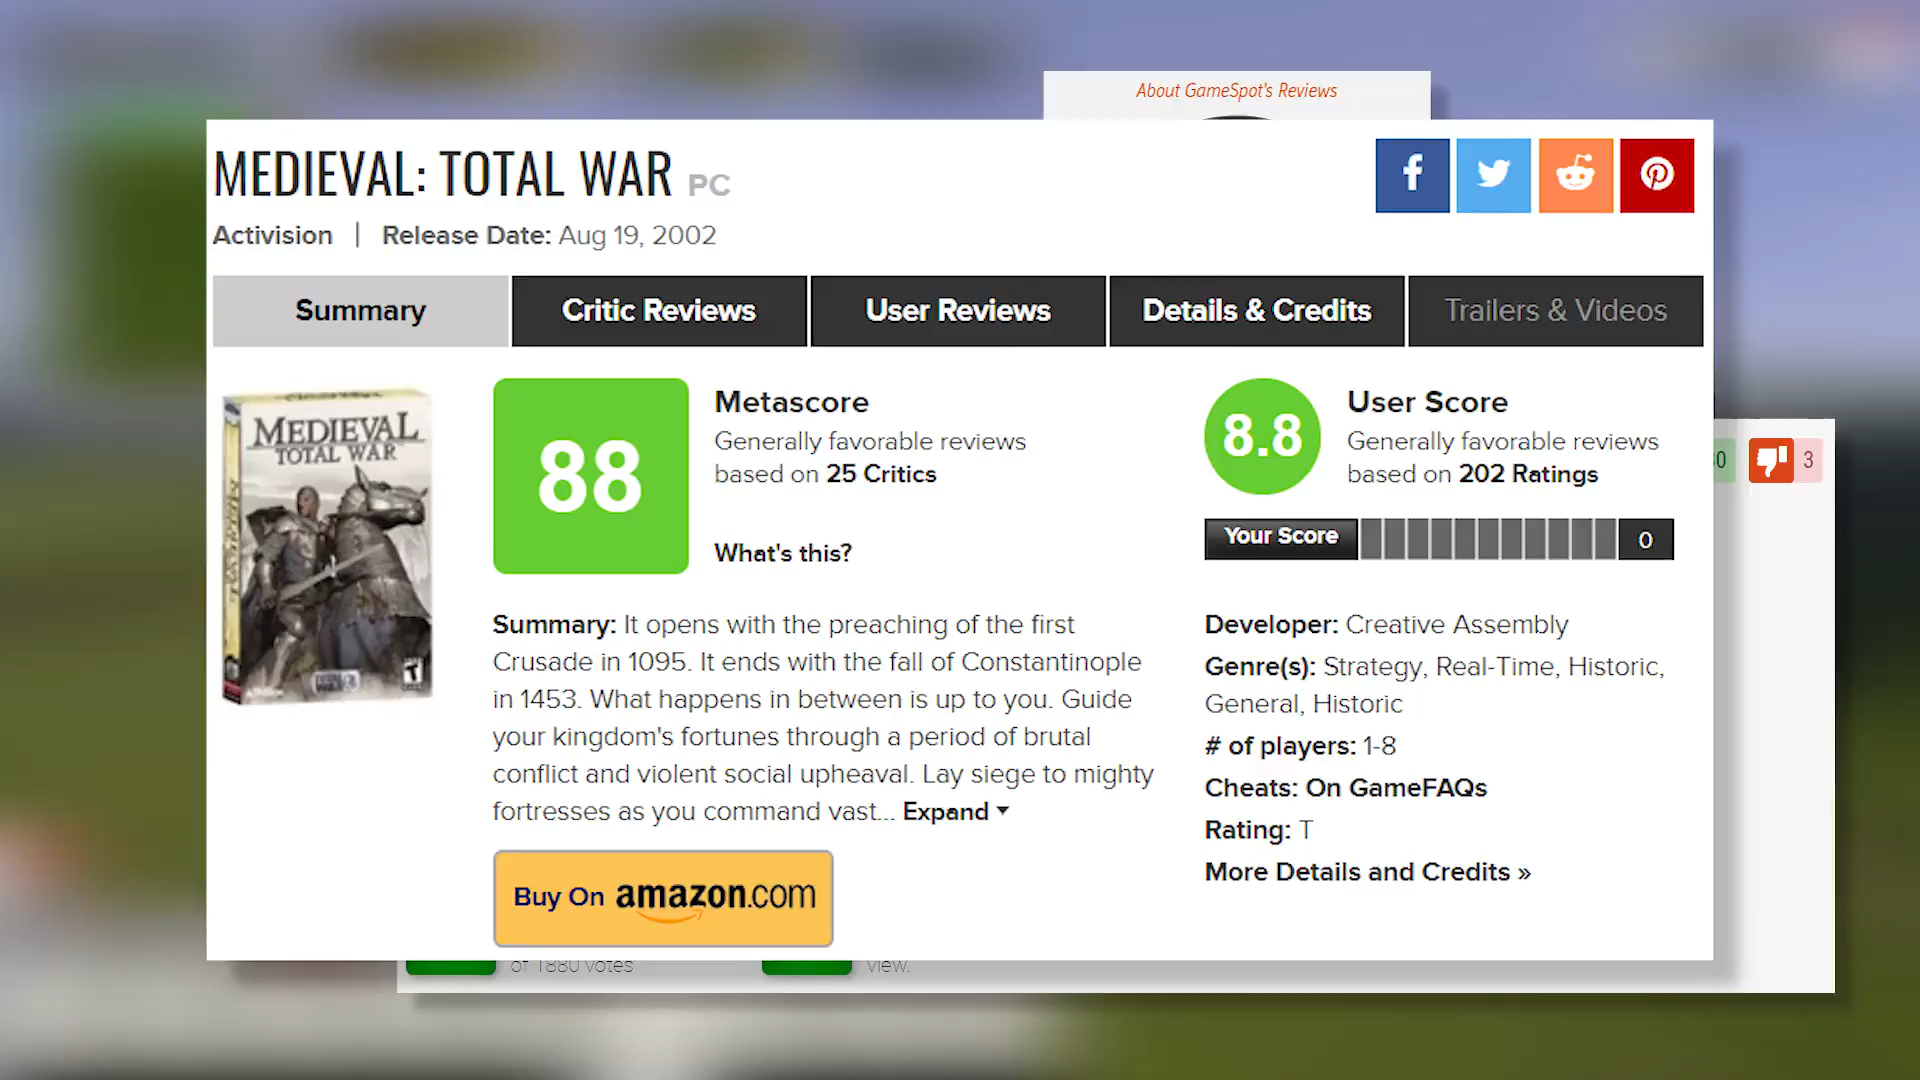 About GameSpot's Reviews
MEDIEVAL: TOTAL WAR PC
Activision | Release Date: Aug 19, 2002
Summary
Critic Reviews
User Reviews
Details & Credits
Trailers & Videos
MEDIEVAL
TOTAL WAR
T
88
Metascore
Generally favorable reviews
based on 25 Critics
What's this?
8.8
User Score
Generally favorable reviews
based on 202 Ratings
Your Score
0
3
Summary: It opens with the preaching of the first
Crusade in 1095. It ends with the fall of Constantinople
in 1453. What happens in between is up to you. Guide
your kingdom's fortunes through a period of brutal
conflict and violent social upheaval. Lay siege to mighty
fortresses as you command vast... Expand
Buy On amazon.com
Developer: Creative Assembly
Genre(s): Strategy, Real-Time, Historic,
General, Historic
# of players: 1-8
Cheats: On GameFAQs
Rating: T
More Details and Credits »
of 1880 votes
view.